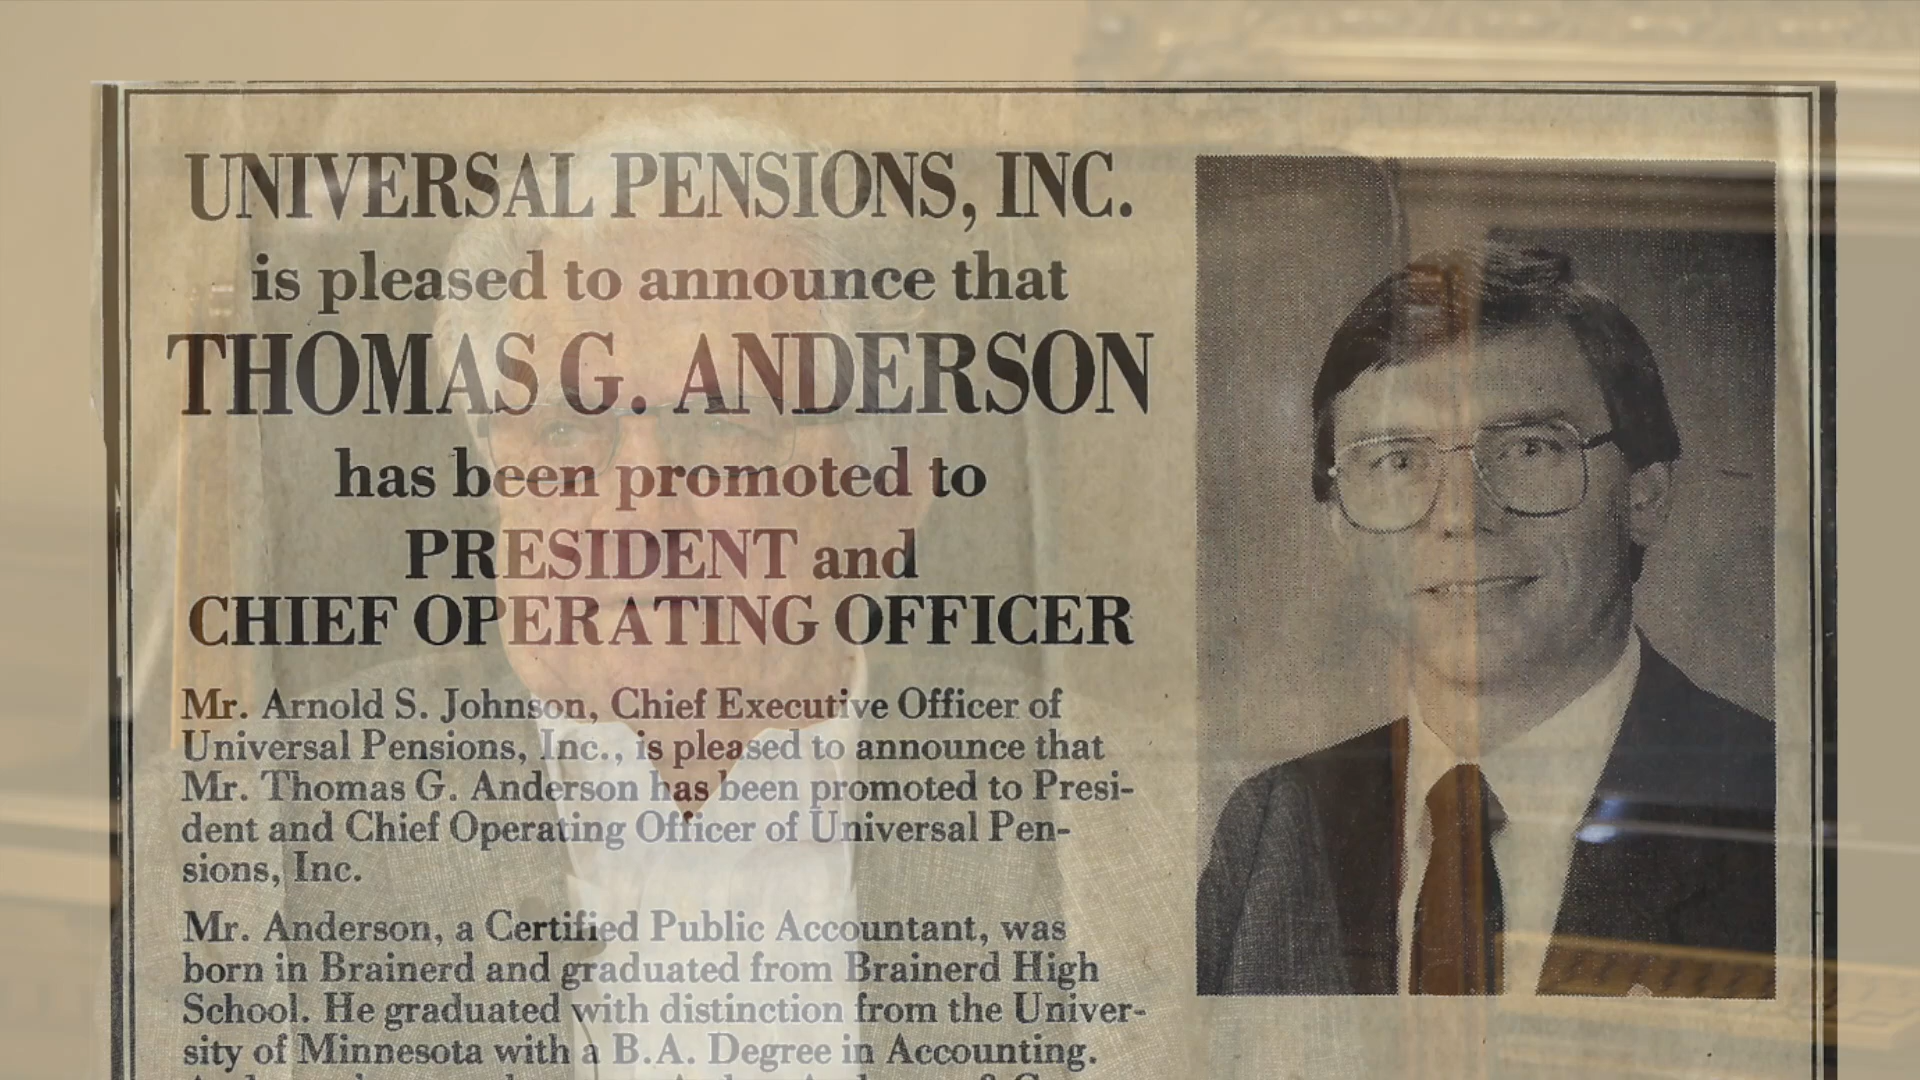 UNIVERSAL PENSIONS, INC.
is pleased to announce that
THOMAS G. ANDERSON
has been promoted to
PRESIDENT and
CHIEF OPERATING OFFICER
Mr. Arnold S. Johnson, Chief Executive Officer of
Universal Pensions, Inc., is pleased to announce that
Mr. Thomas G. Anderson has been promoted to Presi-
dent and Chief Operating Officer of Universal Pen-
sions, Inc.
Mr. Anderson, a Certified Public Accountant, was
born in Brainerd and graduated from Brainerd High
School. He graduated with distinction from the Univer-
sity of Minnesota with a B.A. Degree in Accounting.